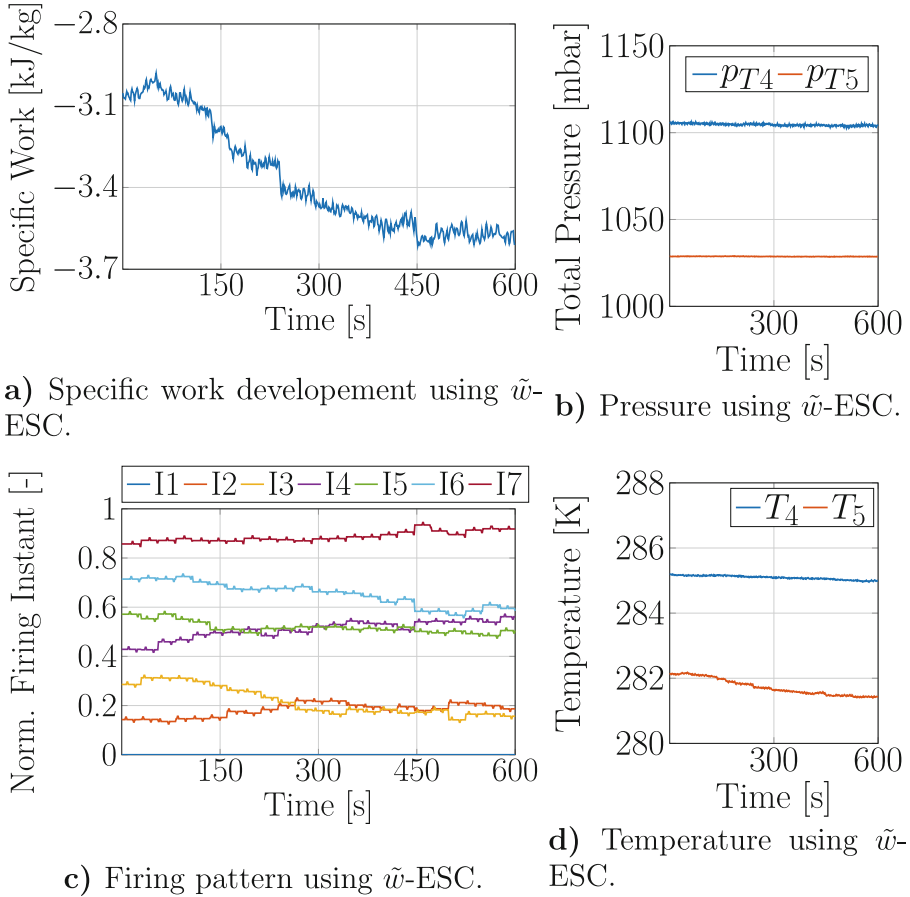 Specific Work [kJ/kg]
−2.8
−3.1
−3.4
−3.7
150 300 450 600
Time [s]
a) Specific work developement using w̃-
ESC.
Total Pressure [mbar]
1150
1100
1050
1000
p_T4 p_T5
300 600
Time [s]
b) Pressure using w̃-ESC.
Norm. Firing Instant [-]
I1 I2 I3 I4 I5 I6 I7
1
0.8
0.6
0.4
0.2
0
150 300 450 600
Time [s]
c) Firing pattern using w̃-ESC.
Temperature [K]
288
286
284
282
280
T_4 T_5
300 600
Time [s]
d) Temperature using w̃-
ESC.